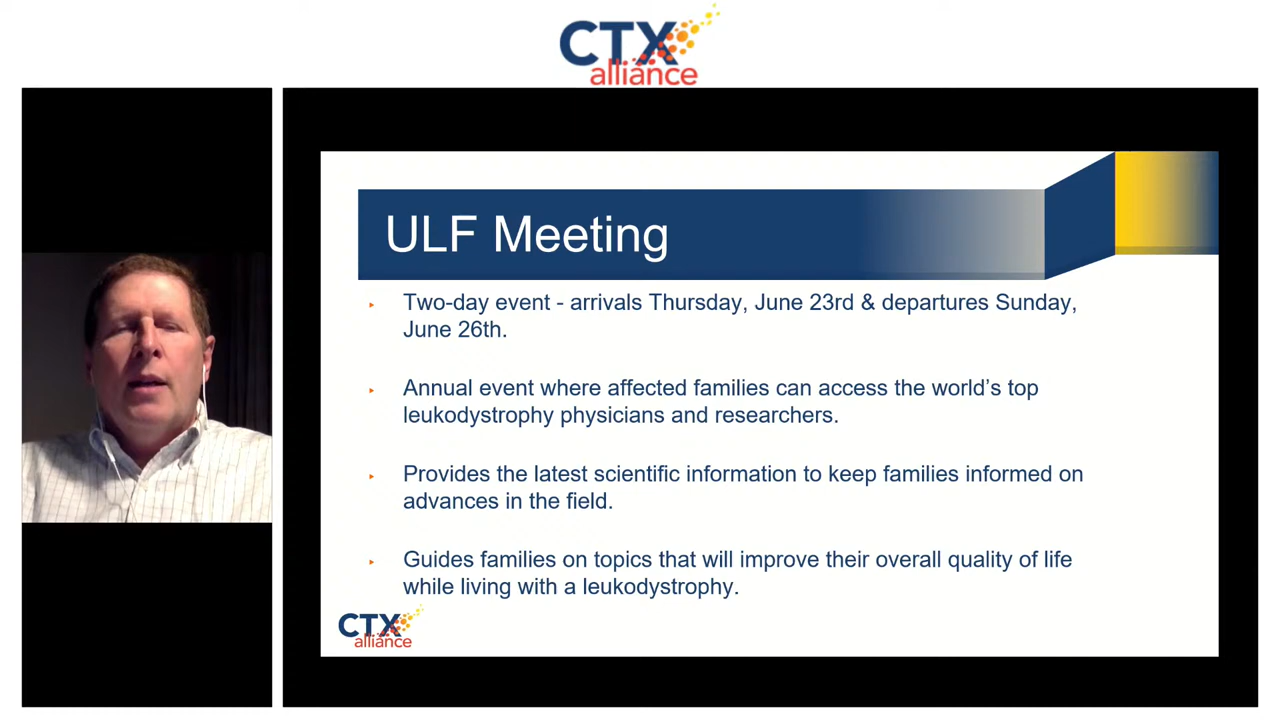 CTX
alliance
ULF Meeting
Two-day event - arrivals Thursday, June 23rd & departures Sunday,
June 26th.
Annual event where affected families can access the world’s top
leukodystrophy physicians and researchers.
Provides the latest scientific information to keep families informed on
advances in the field.
Guides families on topics that will improve their overall quality of life
while living with a leukodystrophy.
CTX
alliance